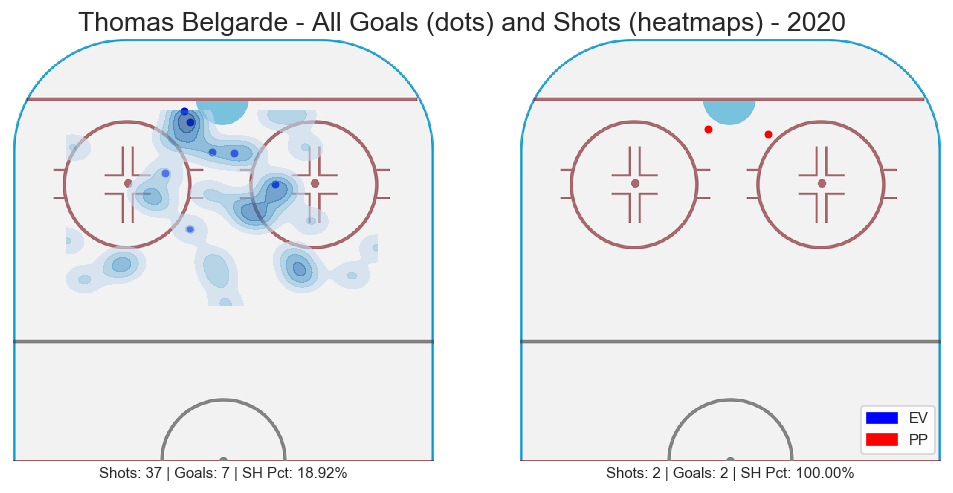 Thomas Belgarde - All Goals (dots) and Shots (heatmaps) - 2020
EV
PP
Shots: 37 | Goals: 7 | SH Pct: 18.92%
Shots: 2 | Goals: 2 | SH Pct: 100.00%